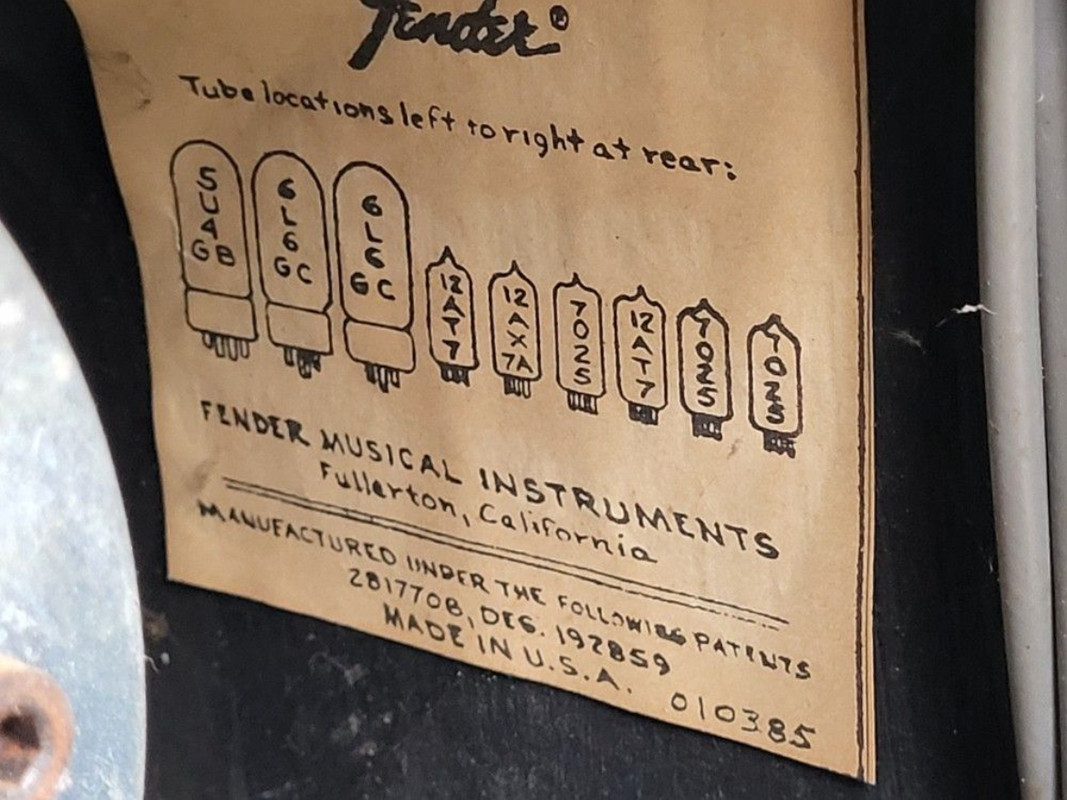 Fender®
Tube locations left to right at rear:
5U4GB 6L6GC 6L6GC 12AT7 12AX7A 7025 12AT7 7025 7025
FENDER MUSICAL INSTRUMENTS
Fullerton, California
MANUFACTURED UNDER THE FOLLOWING PATENTS
2817708, DES. 192859
MADE IN U.S.A. 010385